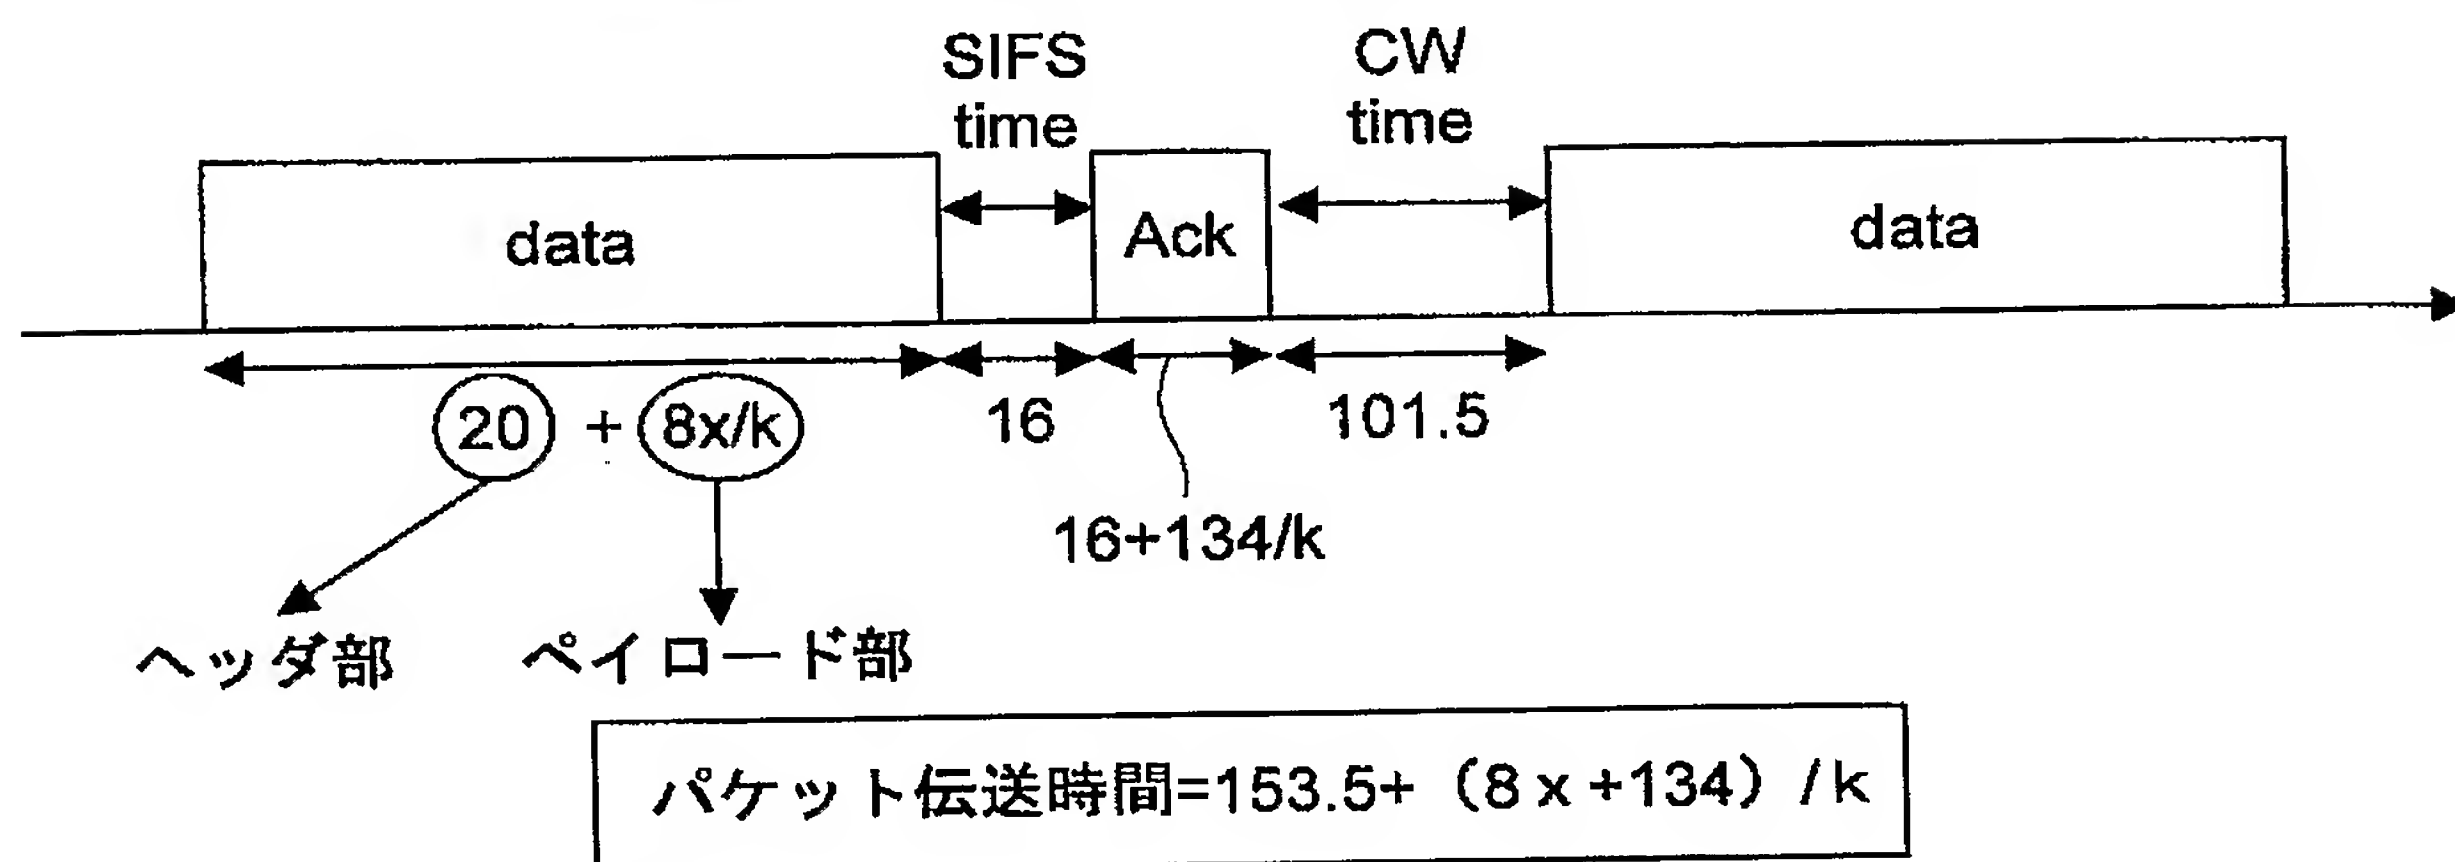 SIFS
time
CW
time
data
Ack
data
20 + 8x/k
16
101.5
16+134/k
ヘッダ部
ペイロード部
パケット伝送時間=153.5+（8x+134）/k